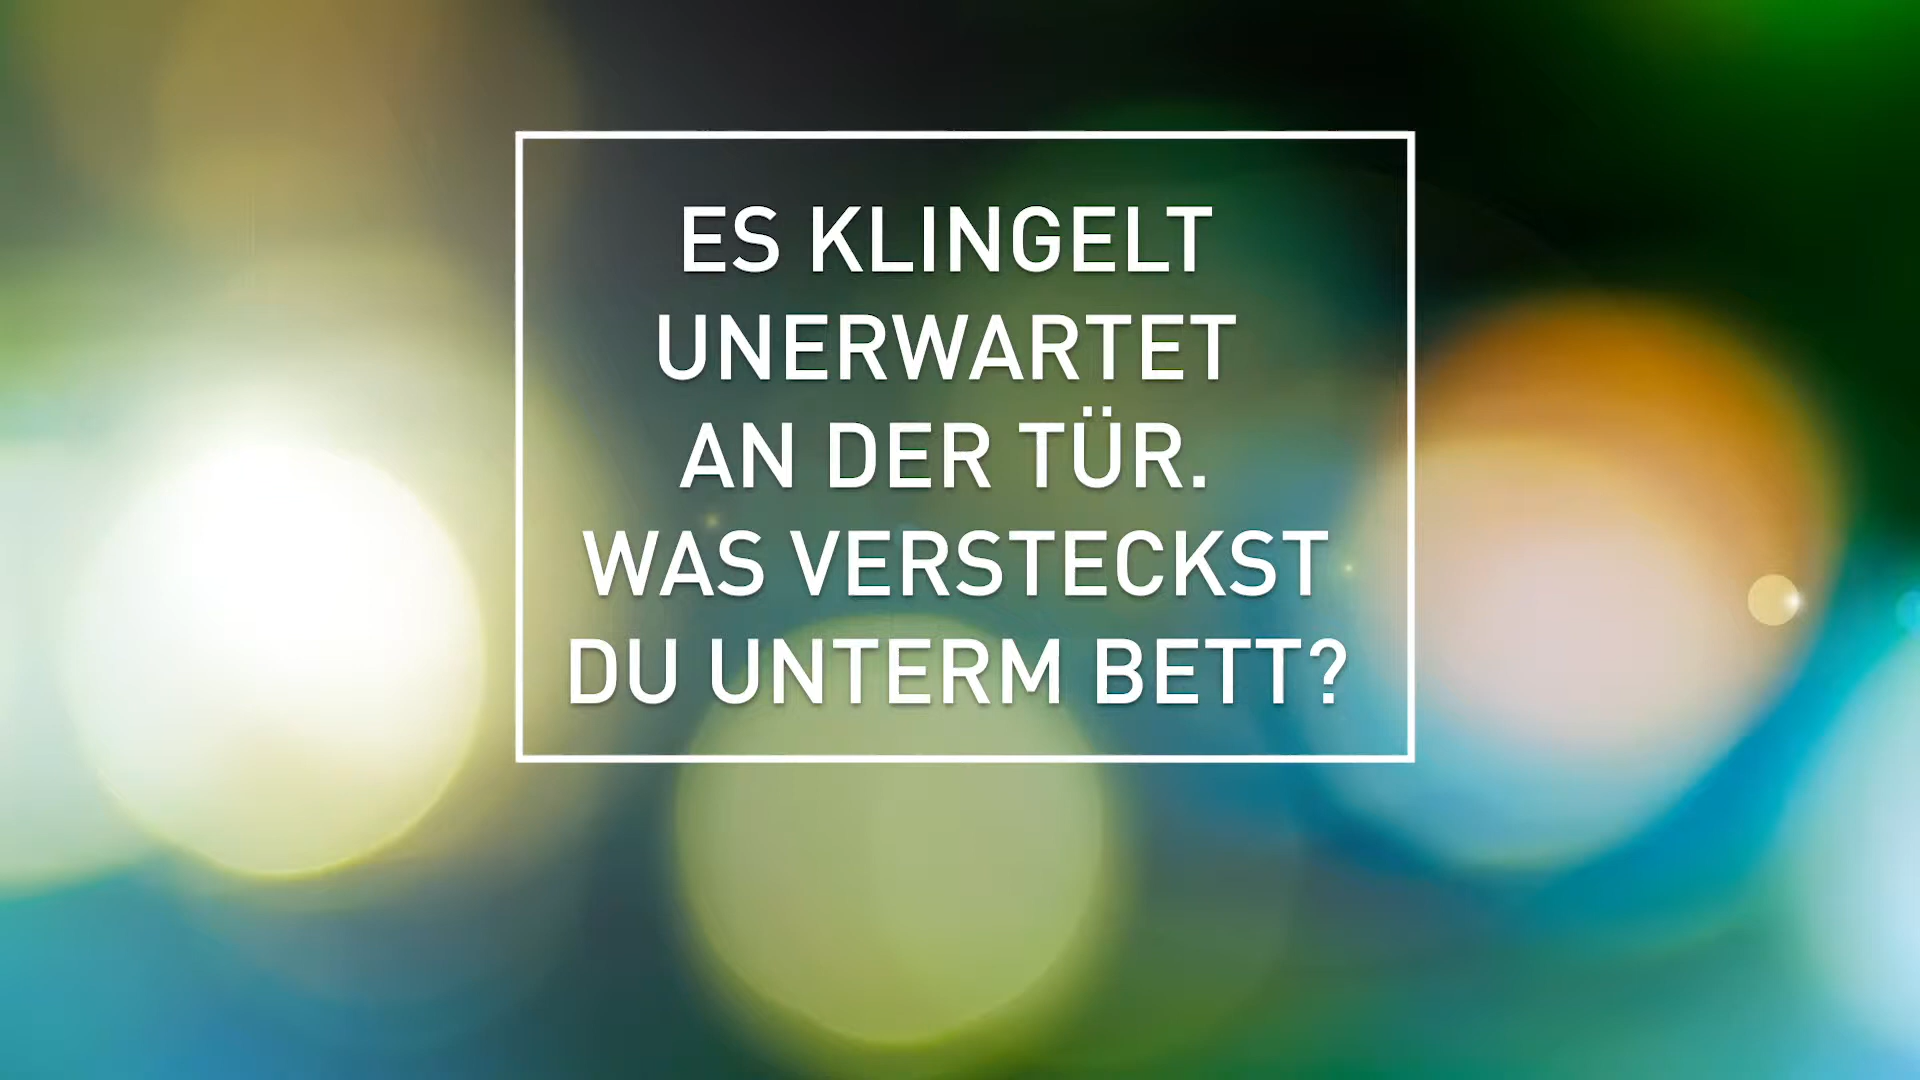 ES KLINGELT
UNERWARTET
AN DER TÜR.
WAS VERSTECKST
DU UNTERM BETT?